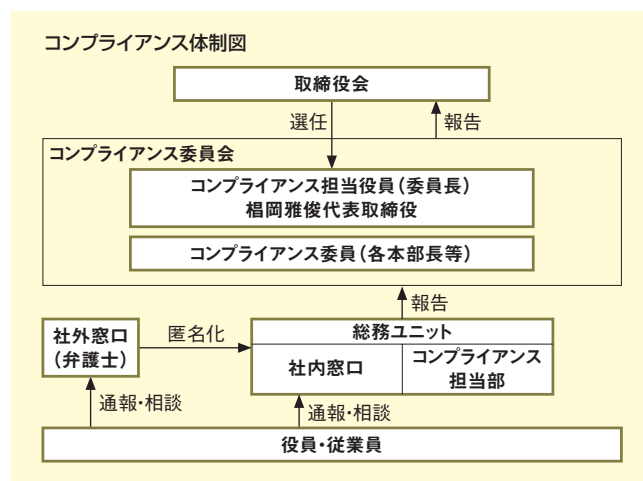 コンプライアンス体制図
取締役会
選任
報告
コンプライアンス委員会
コンプライアンス担当役員（委員長）
椙岡雅俊代表取締役
コンプライアンス委員（各本部長等）
報告
社外窓口
（弁護士）
匿名化
総務ユニット
社内窓口
コンプライアンス
担当部
通報・相談
通報・相談
役員・従業員